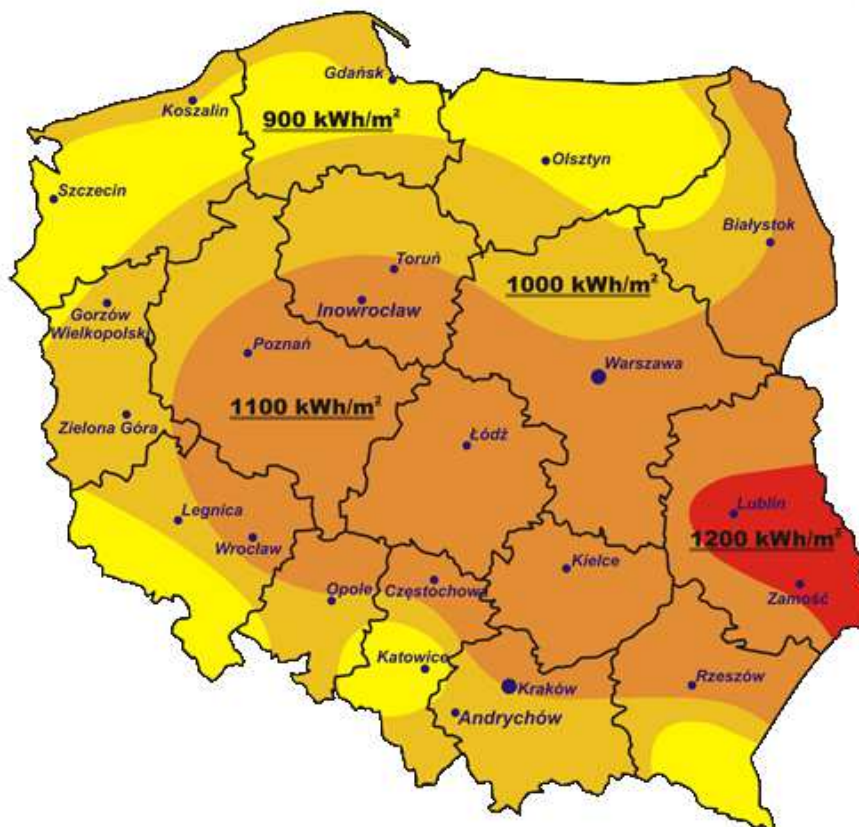 Gdańsk
Koszalin
900 kWh/m²
Olsztyn
Szczecin
Białystok
Toruń
1000 kWh/m²
Gorzów
Wielkopolski
Inowrocław
Poznań
Warszawa
1100 kWh/m²
Zielona Góra
Łódź
Legnica
Lublin
Wrocław
1200 kWh/m²
Kielce
Opole
Częstochowa
Zamość
Katowice
Kraków
Rzeszów
Andrychów